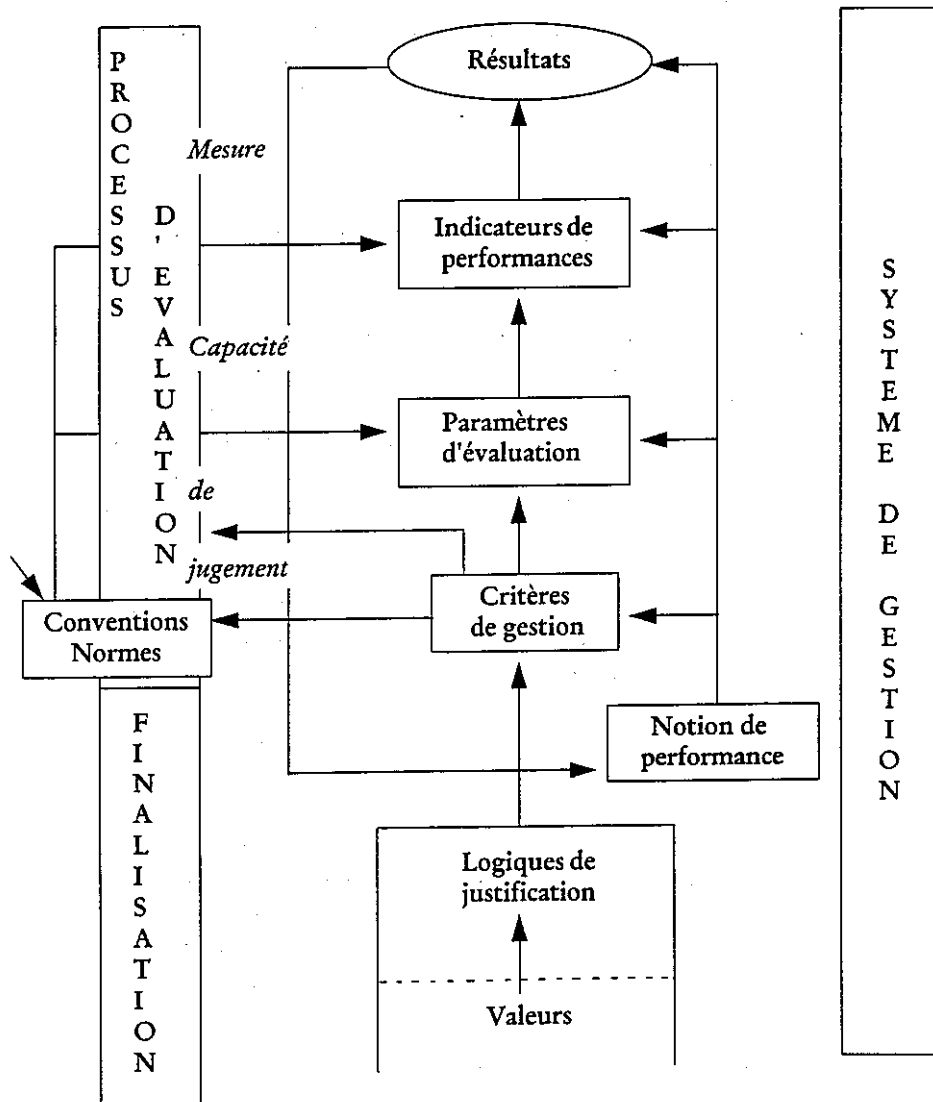 PROCESSUS
D'EVALUATION
Résultats
Mesure
Indicateurs de
performances
Capacité
Paramètres
d'évaluation
de
jugement
Critères
de gestion
Conventions
Normes
Notion de
performance
FINALISATION
Logiques de
justification
Valeurs
SYSTEME DE GESTION